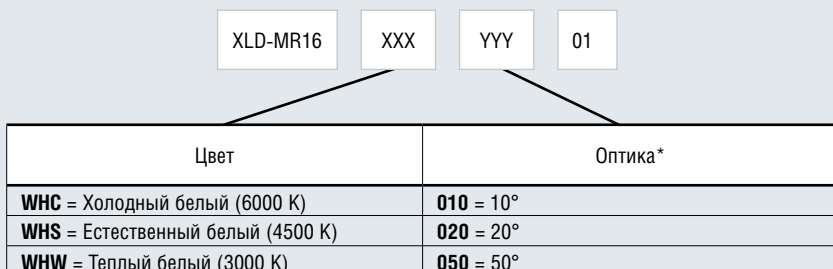 XLD-MR16 XXX YYY 01
Цвет Оптика*
WHC = Холодный белый (6000 K) 010 = 10°
WHS = Естественный белый (4500 K) 020 = 20°
WHW = Теплый белый (3000 K) 050 = 50°